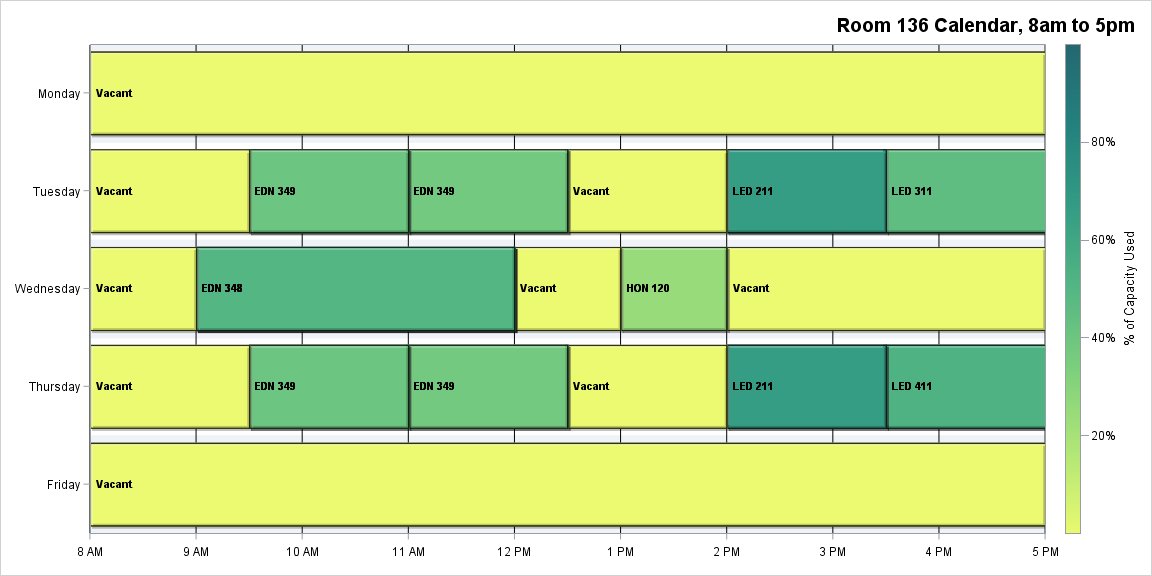 Room 136 Calendar, 8am to 5pm
Monday
Vacant
Tuesday
Vacant
EDN 349
EDN 349
Vacant
LED 211
LED 311
Wednesday
Vacant
EDN 348
Vacant
HON 120
Vacant
Thursday
Vacant
EDN 349
EDN 349
Vacant
LED 211
LED 411
Friday
Vacant
8 AM
9 AM
10 AM
11 AM
12 PM
1 PM
2 PM
3 PM
4 PM
5 PM
80%
60%
40%
20%
% of Capacity Used